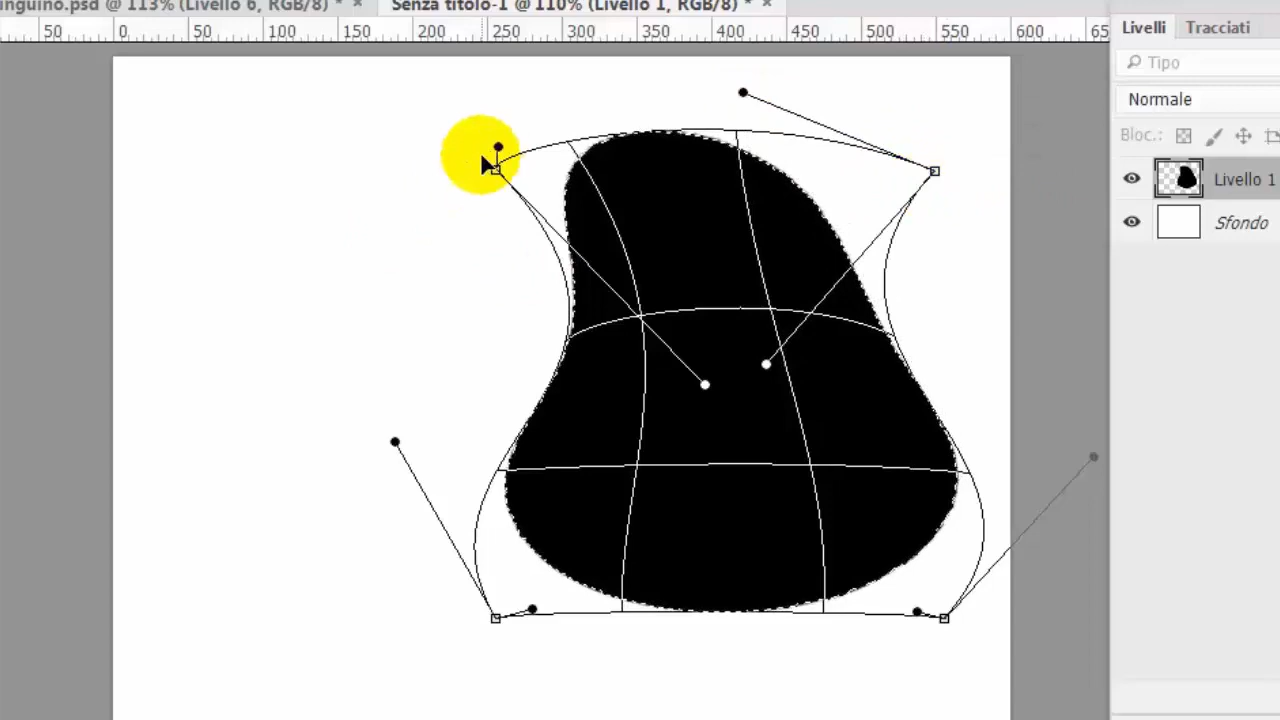 inguino.psd @ 113% (Livello 6, RGB/8) * × Senza titolo-1 @ 110% (Livello 1, RGB/8) * ×
50 0 50 100 150 200 250 300 350 400 450 500 550 600 65
Livelli Tracciati
Tipo
Normale
Bloc.:
Livello 1
Sfondo